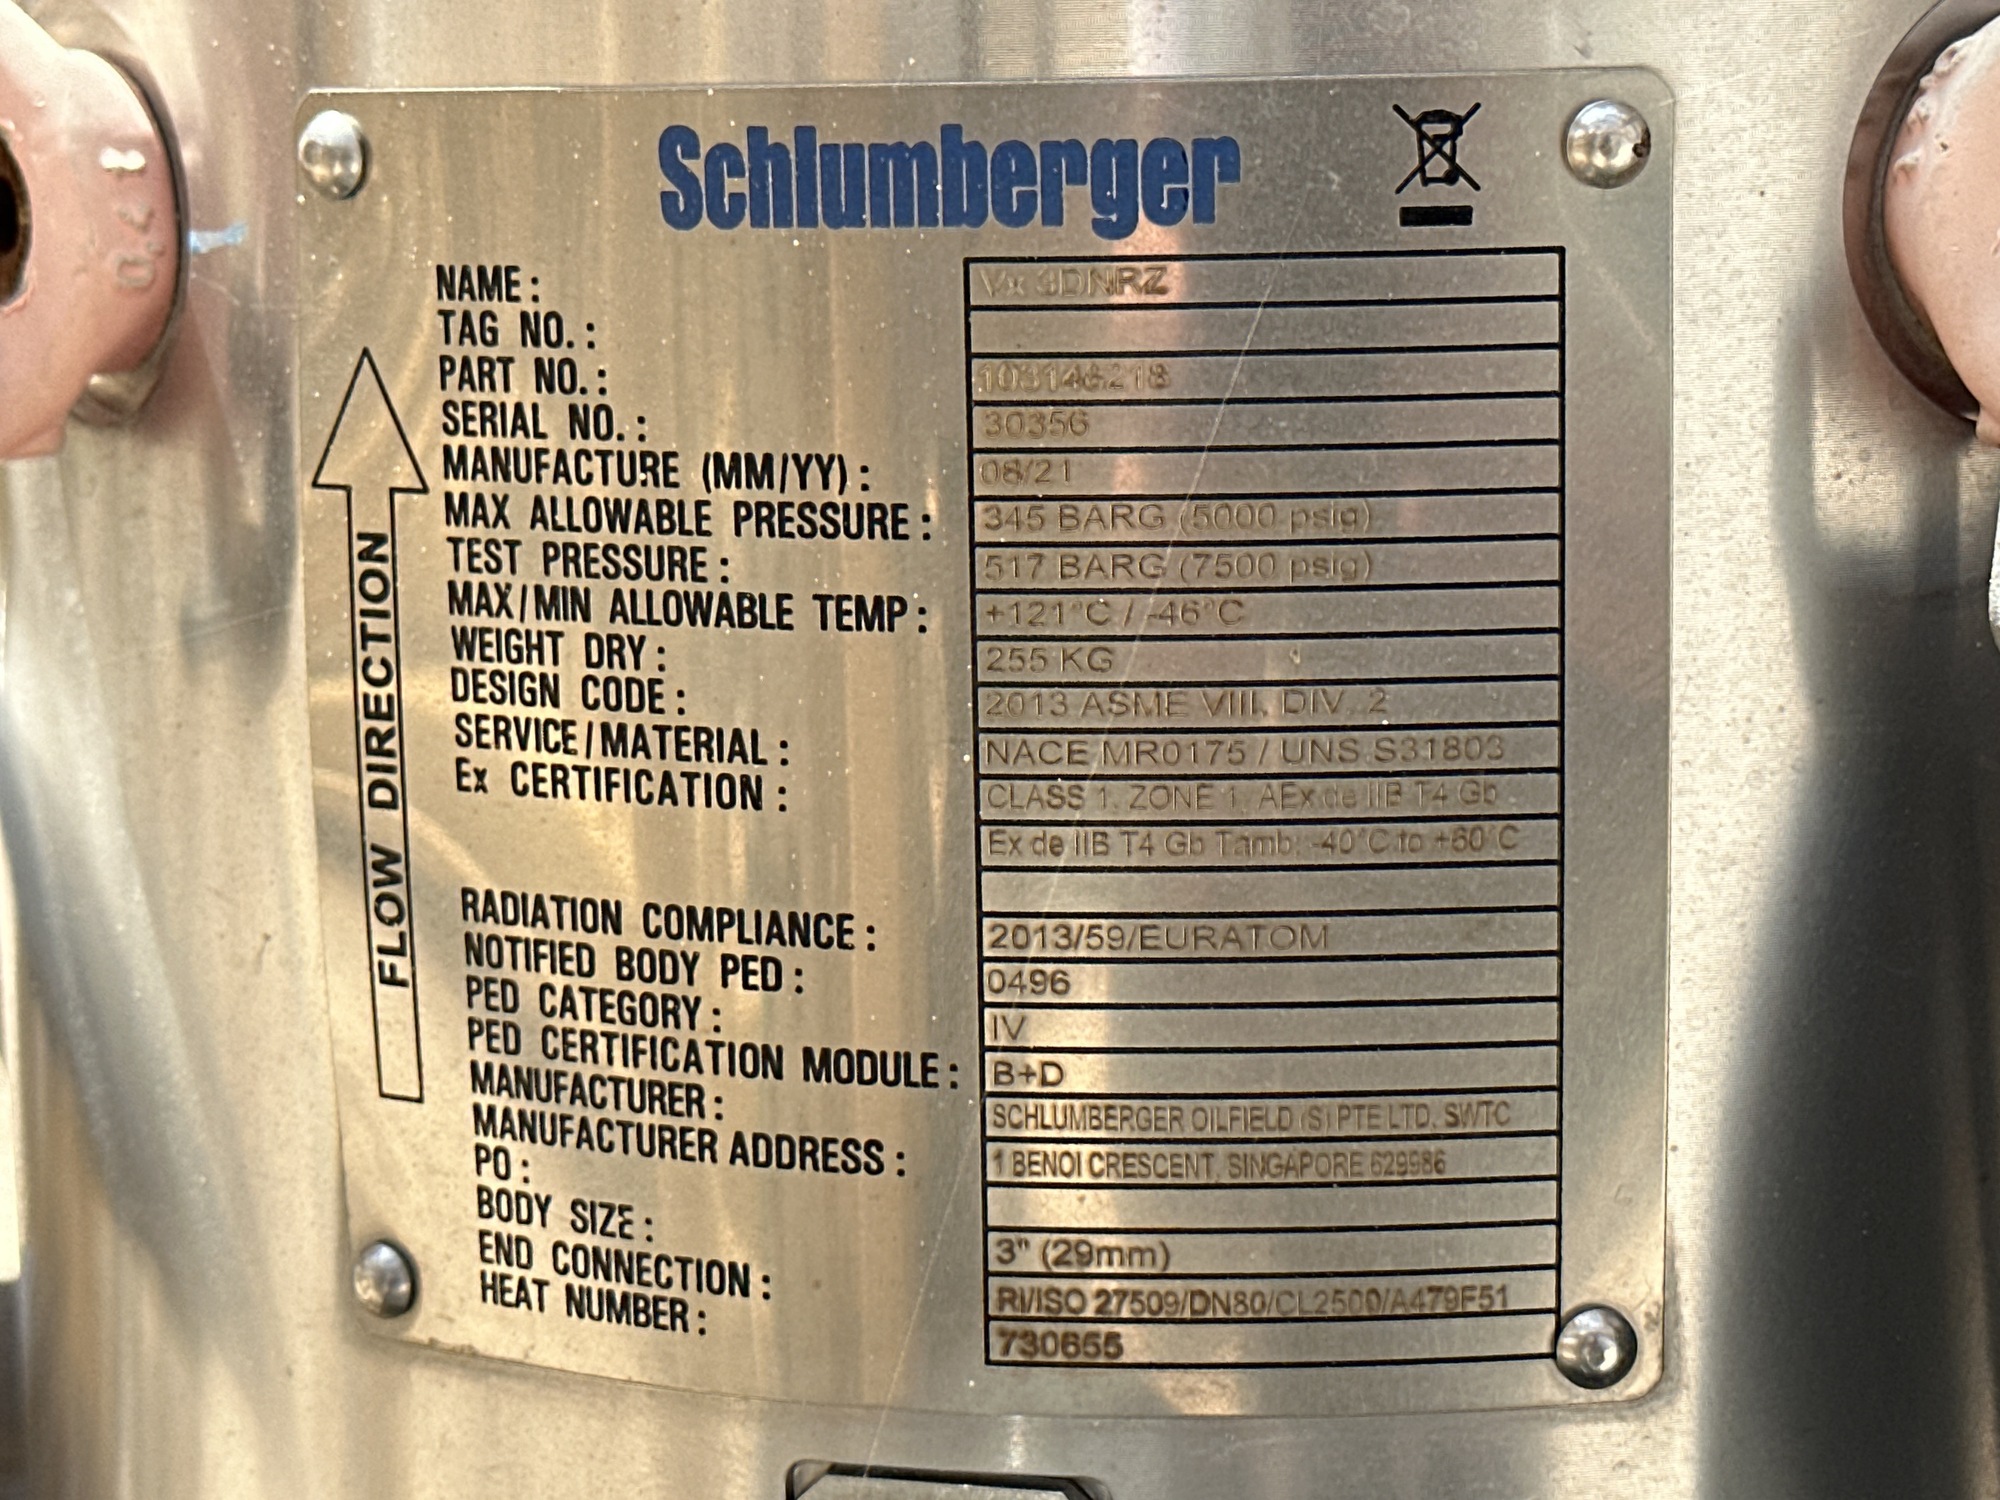 Schlumberger
FLOW DIRECTION
NAME : Vx 3DNRZ
TAG NO. :
PART NO. : 103146218
SERIAL NO. : 30356
MANUFACTURE (MM/YY) : 08/21
MAX ALLOWABLE PRESSURE : 345 BARG (5000 psig)
TEST PRESSURE : 517 BARG (7500 psig)
MAX/MIN ALLOWABLE TEMP : +121°C / -46°C
WEIGHT DRY : 255 KG
DESIGN CODE : 2013 ASME VIII, DIV. 2
SERVICE/MATERIAL : NACE MR0175 / UNS S31803
Ex CERTIFICATION : CLASS 1, ZONE 1, AEx de IIB T4 Gb
Ex de IIB T4 Gb Tamb: -40°C to +60°C
RADIATION COMPLIANCE : 2013/59/EURATOM
NOTIFIED BODY PED : 0496
PED CATEGORY : IV
PED CERTIFICATION MODULE : B+D
MANUFACTURER : SCHLUMBERGER OILFIELD (S) PTE LTD. SWTC
MANUFACTURER ADDRESS : 1 BENOI CRESCENT, SINGAPORE 629986
PO :
BODY SIZE : 3" (29mm)
END CONNECTION : RI/ISO 27509/DN80/CL2500/A479F51
HEAT NUMBER : 730655